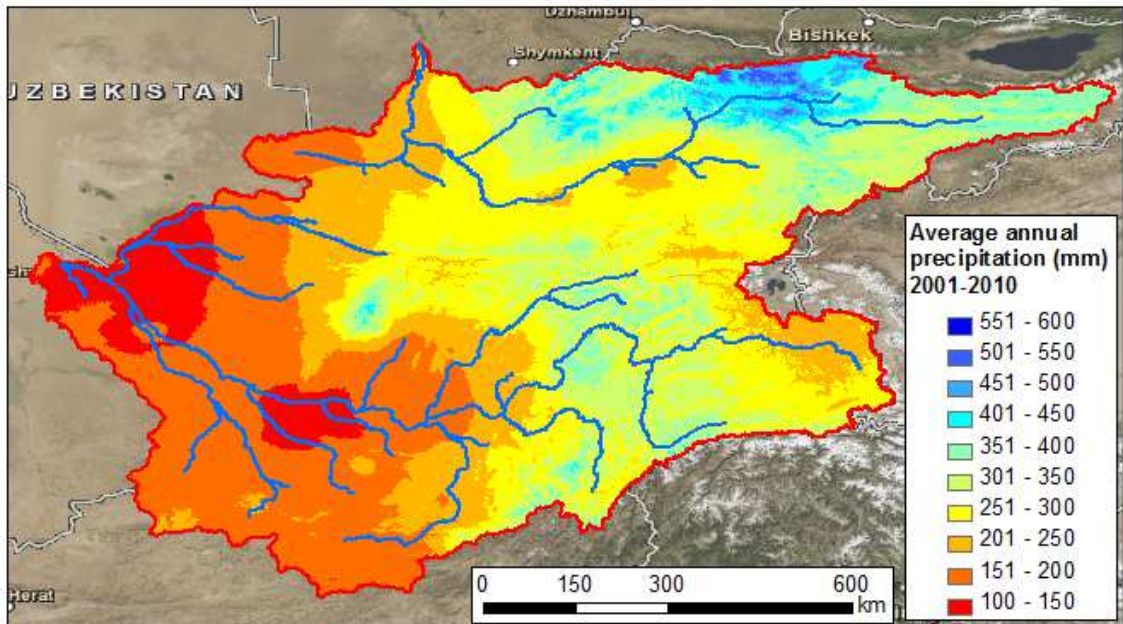 Dzhambul
Bishkek
Shymkent
UZBEKISTAN
Average annual
precipitation (mm)
2001-2010
551 - 600
501 - 550
451 - 500
401 - 450
351 - 400
301 - 350
251 - 300
201 - 250
151 - 200
100 - 150
0 150 300 600
km
Herat